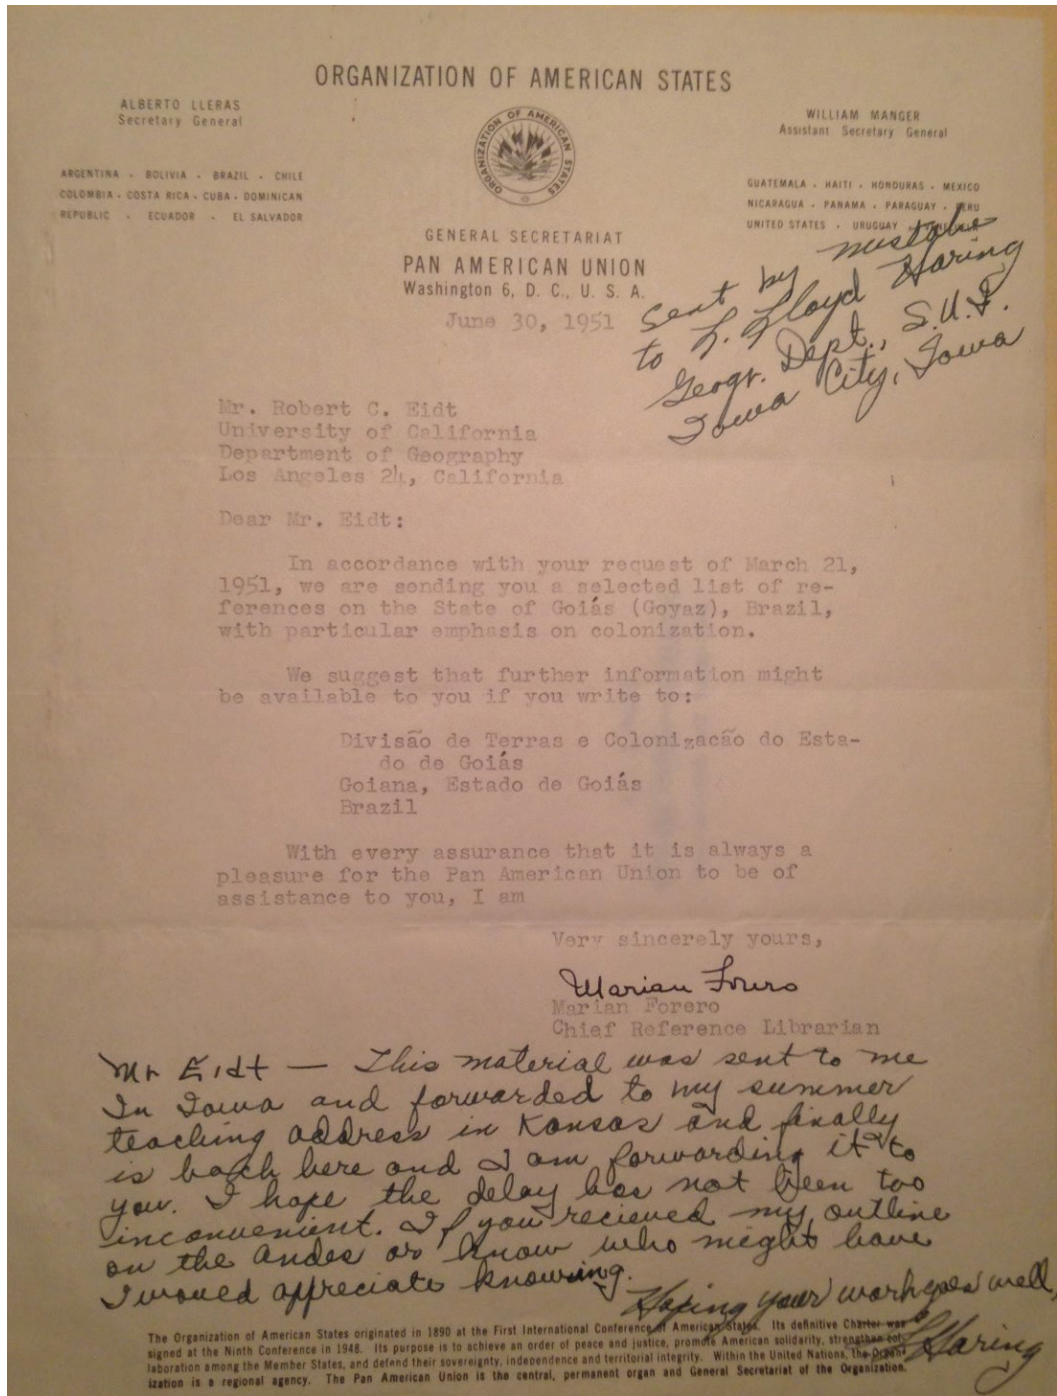 ORGANIZATION OF AMERICAN STATES
ALBERTO LLERAS
Secretary General
ORGANIZATION OF AMERICAN STATES
WILLIAM MANGER
Assistant Secretary General
ARGENTINA - BOLIVIA - BRAZIL - CHILE
COLOMBIA - COSTA RICA - CUBA - DOMINICAN
REPUBLIC - ECUADOR - EL SALVADOR
GUATEMALA - HAITI - HONDURAS - MEXICO
NICARAGUA - PANAMA - PARAGUAY - PERU
UNITED STATES - URUGUAY -
GENERAL SECRETARIAT
PAN AMERICAN UNION
Washington 6, D. C., U. S. A.
June 30, 1951
Sent by mistake
to L. Lloyd Haring
Geogr. Dept., S.U.I.
Iowa City, Iowa
Mr. Robert C. Eidt
University of California
Department of Geography
Los Angeles 24, California
Dear Mr. Eidt:
In accordance with your request of March 21,
1951, we are sending you a selected list of re-
ferences on the State of Goiás (Goyaz), Brazil,
with particular emphasis on colonization.
We suggest that further information might
be available to you if you write to:
Divisão de Terras e Colonizacão do Esta-
do de Goiás
Goiana, Estado de Goiás
Brazil
With every assurance that it is always a
pleasure for the Pan American Union to be of
assistance to you, I am
Very sincerely yours,
Marian Forero
Marian Forero
Chief Reference Librarian
Mr Eidt — This material was sent to me
In Iowa and forwarded to my summer
teaching address in Kansas and finally
is back here and I am forwarding it to
you. I hope the delay has not been too
inconvenient. If you recieved my outline
on the Andes or know who might have
I would appreciate knowing.
Hoping your work goes well,
L Haring
The Organization of American States originated in 1890 at the First International Conference of American States. Its definitive Charter was
signed at the Ninth Conference in 1948. Its purpose is to achieve an order of peace and justice, promote American solidarity, strengthen col-
laboration among the Member States, and defend their sovereignty, independence and territorial integrity. Within the United Nations, the Organ-
ization is a regional agency. The Pan American Union is the central, permanent organ and General Secretariat of the Organization.